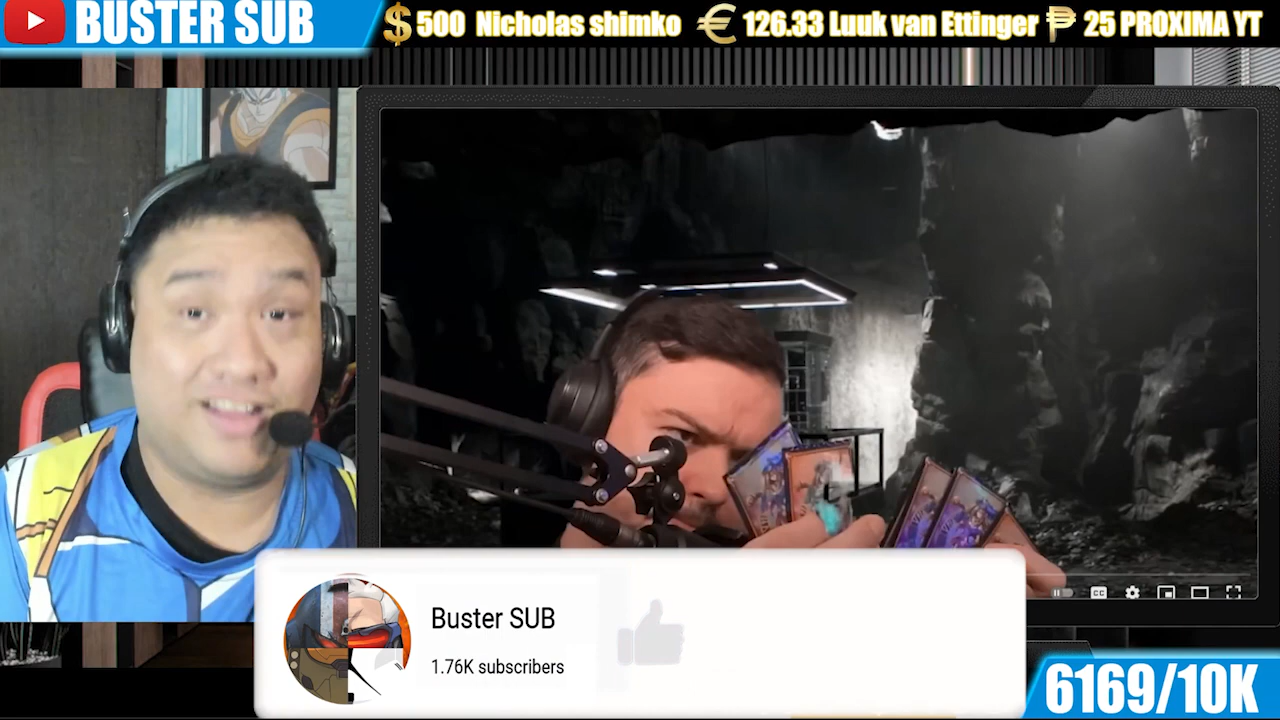 BUSTER SUB
$ 500 Nicholas shimko € 126.33 Luuk van Ettinger ₱ 25 PROXIMA YT
CC
Buster SUB
1.76K subscribers
6169/10K